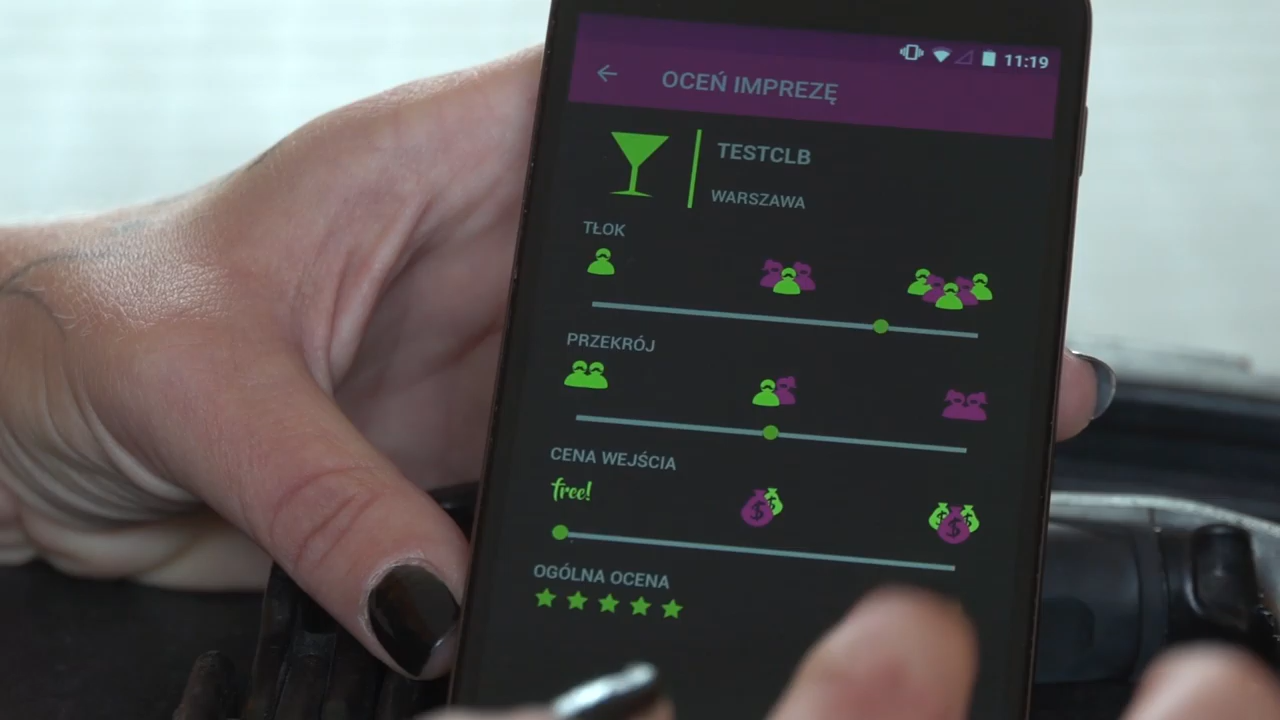 11:19
OCEŃ IMPREZĘ
TESTCLB
WARSZAWA
TŁOK
PRZEKRÓJ
CENA WEJŚCIA
free!
$
$
OGÓLNA OCENA